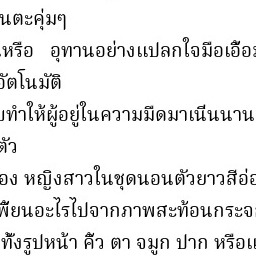 นตะคุ่มๆ
หรือ อุทานอย่างแปลกใจมือเอื้อม
อัตโนมัติ
ทำให้ผู้อยู่ในความมืดมาเนิ่นนาน
ตัว
อง หญิงสาวในชุดนอนตัวยาวสีอ่อ
เพี้ยนอะไรไปจากภาพสะท้อนกระจก
ทั้งรูปหน้า คิ้ว ตา จมูก ปาก หรือแ